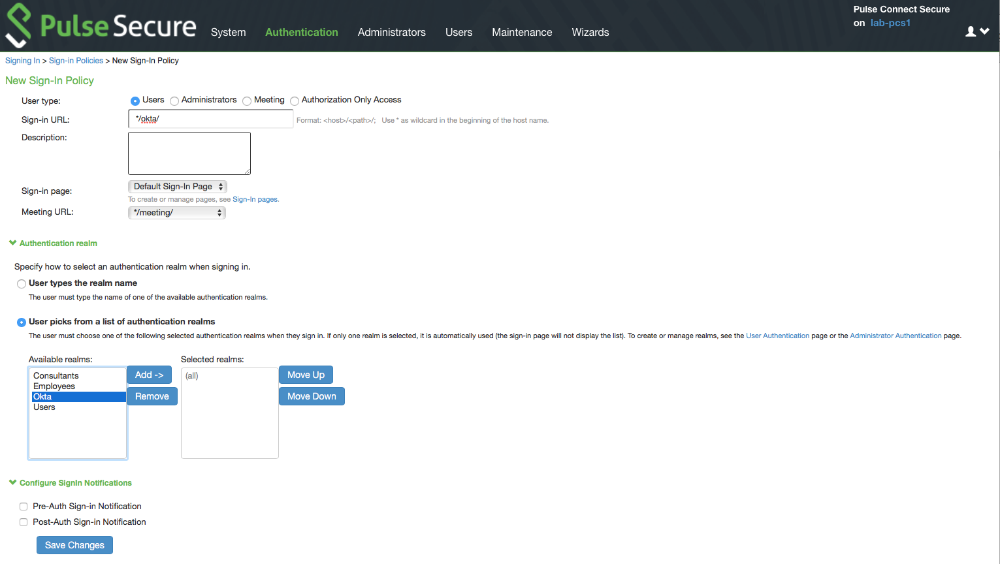 Pulse Secure
System Authentication Administrators Users Maintenance Wizards
Pulse Connect Secure
on lab-pcs1
Signing In > Sign-in Policies > New Sign-In Policy
New Sign-In Policy
User type: Users Administrators Meeting Authorization Only Access
Sign-in URL: */okta/ Format: <host>/<path>/; Use * as wildcard in the beginning of the host name.
Description:
Sign-in page: Default Sign-In Page
To create or manage pages, see Sign-In pages.
Meeting URL: */meeting/
Authentication realm
Specify how to select an authentication realm when signing in.
User types the realm name
The user must type the name of one of the available authentication realms.
User picks from a list of authentication realms
The user must choose one of the following selected authentication realms when they sign in. If only one realm is selected, it is automatically used (the sign-in page will not display the list). To create or manage realms, see the User Authentication page or the Administrator Authentication page.
Available realms: Selected realms:
Consultants Add -> (all) Move Up
Employees
Okta Remove Move Down
Users
Configure SignIn Notifications
Pre-Auth Sign-in Notification
Post-Auth Sign-in Notification
Save Changes